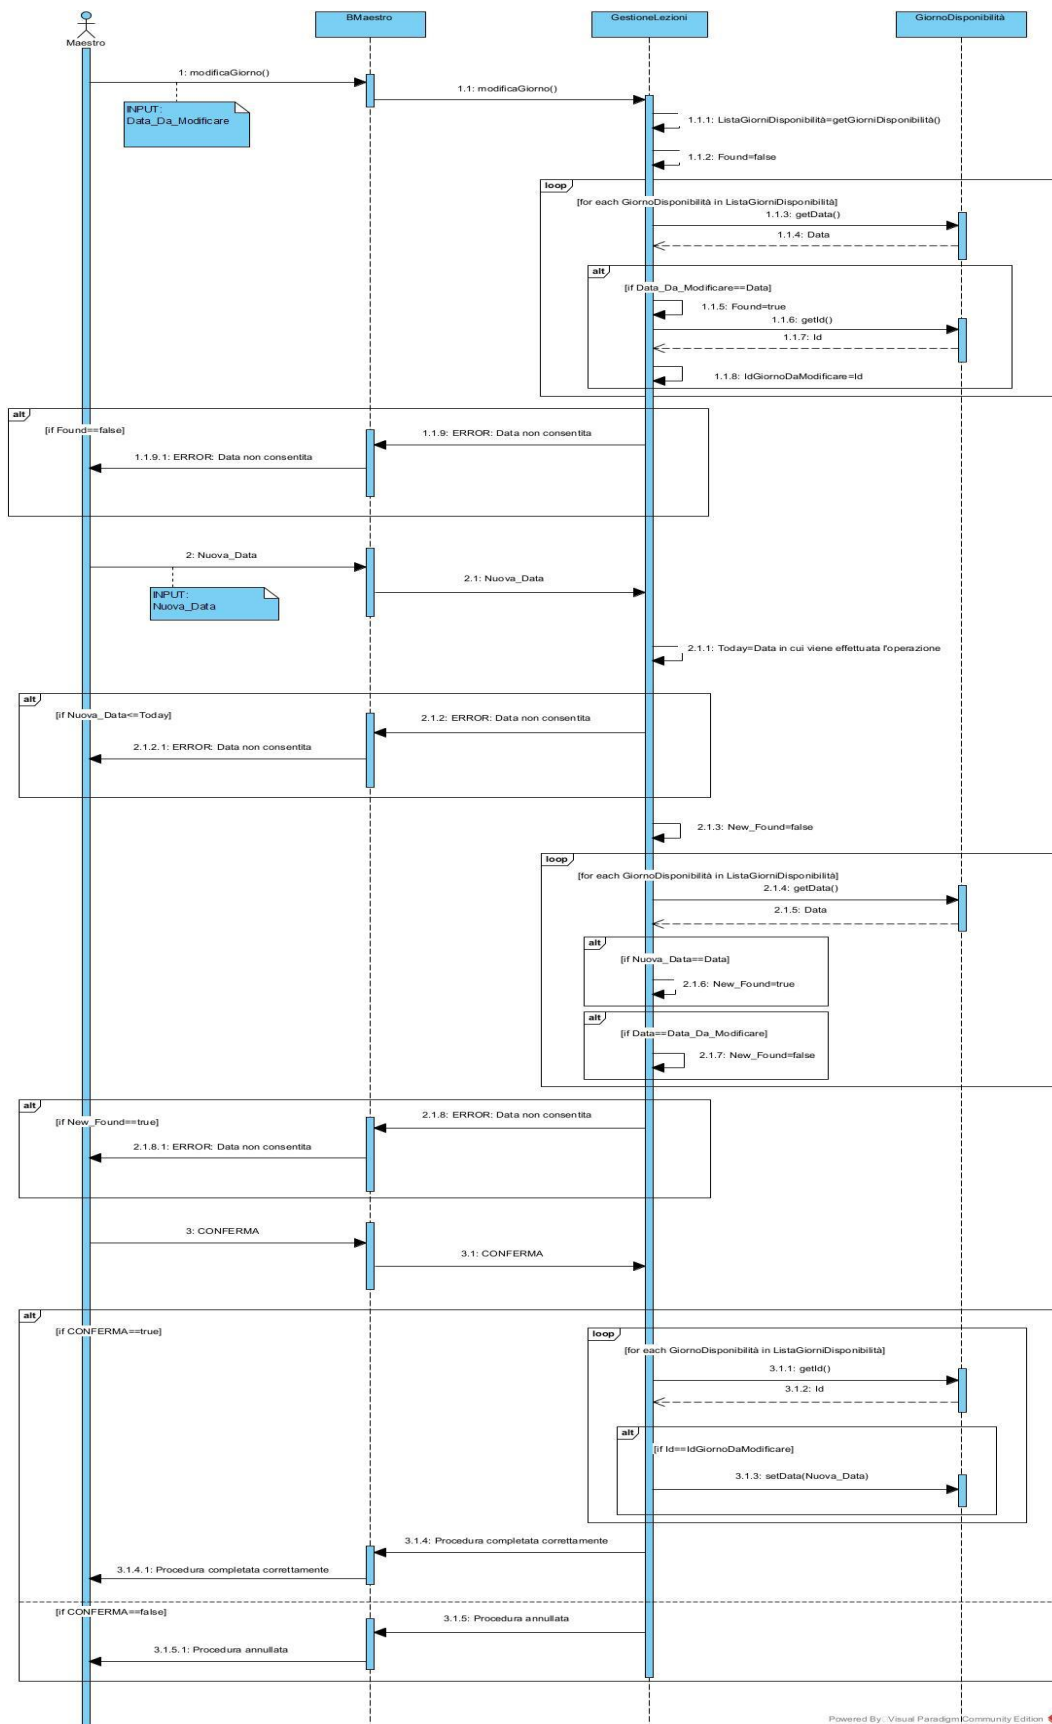 Maestro
BMaestro
GestioneLezioni
GiornoDisponibilità
1: modificaGiorno()
INPUT:
Data_Da_Modificare
1.1: modificaGiorno()
1.1.1: ListaGiorniDisponibilità=getGiorniDisponibilità()
1.1.2: Found=false
loop
[for each GiornoDisponibilità in ListaGiorniDisponibilità]
1.1.3: getData()
1.1.4: Data
alt
[if Data_Da_Modificare==Data]
1.1.5: Found=true
1.1.6: getId()
1.1.7: Id
1.1.8: IdGiornoDaModificare=Id
alt
[if Found==false]
1.1.9: ERROR: Data non consentita
1.1.9.1: ERROR: Data non consentita
2: Nuova_Data
INPUT:
Nuova_Data
2.1: Nuova_Data
2.1.1: Today=Data in cui viene effettuata l'operazione
alt
[if Nuova_Data<=Today]
2.1.2: ERROR: Data non consentita
2.1.2.1: ERROR: Data non consentita
2.1.3: New_Found=false
loop
[for each GiornoDisponibilità in ListaGiorniDisponibilità]
2.1.4: getData()
2.1.5: Data
alt
[if Nuova_Data==Data]
2.1.6: New_Found=true
alt
[if Data==Data_Da_Modificare]
2.1.7: New_Found=false
alt
[if New_Found==true]
2.1.8: ERROR: Data non consentita
2.1.8.1: ERROR: Data non consentita
3: CONFERMA
3.1: CONFERMA
alt
[if CONFERMA==true]
loop
[for each GiornoDisponibilità in ListaGiorniDisponibilità]
3.1.1: getId()
3.1.2: Id
alt
[if Id==IdGiornoDaModificare]
3.1.3: setData(Nuova_Data)
3.1.4: Procedura completata correttamente
3.1.4.1: Procedura completata correttamente
[if CONFERMA==false]
3.1.5: Procedura annullata
3.1.5.1: Procedura annullata
Powered By: Visual Paradigm Community Edition